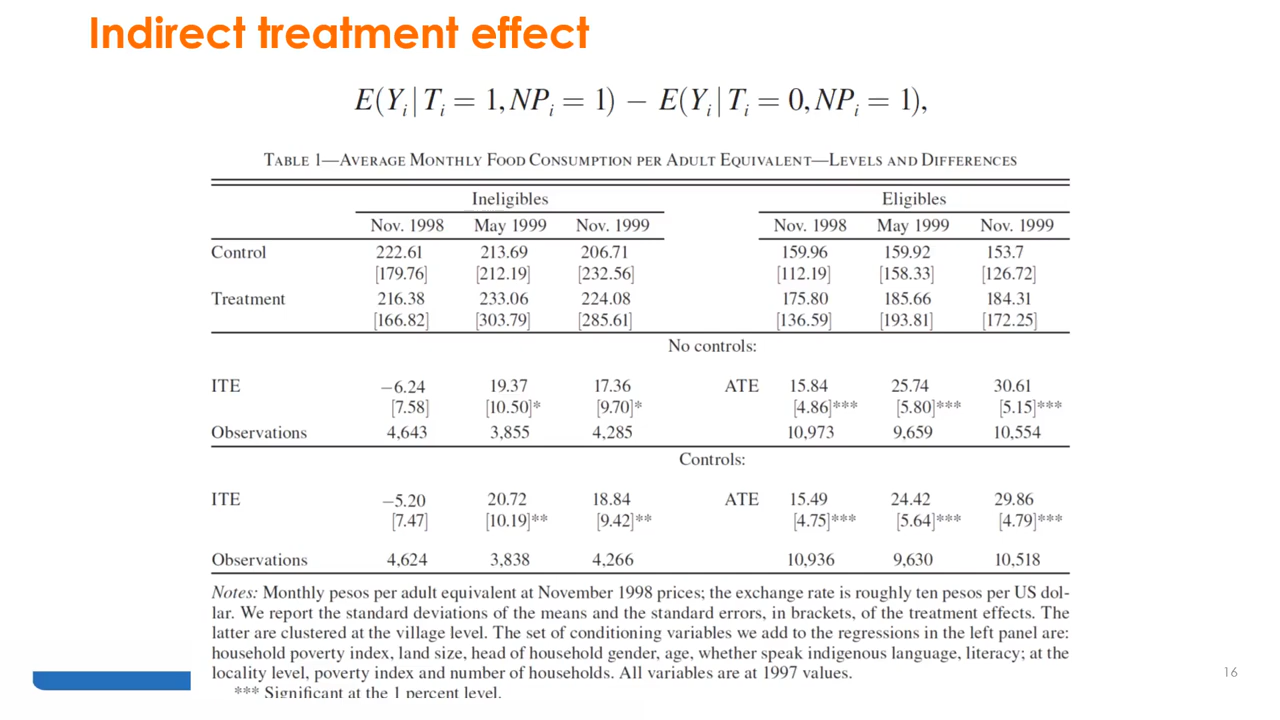 Indirect treatment effect
E(Y_i | T_i = 1, NP_i = 1) − E(Y_i | T_i = 0, NP_i = 1),
TABLE 1—AVERAGE MONTHLY FOOD CONSUMPTION PER ADULT EQUIVALENT—LEVELS AND DIFFERENCES
Ineligibles Eligibles
Nov. 1998 May 1999 Nov. 1999 Nov. 1998 May 1999 Nov. 1999
Control 222.61 213.69 206.71 159.96 159.92 153.7
[179.76] [212.19] [232.56] [112.19] [158.33] [126.72]
Treatment 216.38 233.06 224.08 175.80 185.66 184.31
[166.82] [303.79] [285.61] [136.59] [193.81] [172.25]
No controls:
ITE −6.24 19.37 17.36 ATE 15.84 25.74 30.61
[7.58] [10.50]* [9.70]* [4.86]*** [5.80]*** [5.15]***
Observations 4,643 3,855 4,285 10,973 9,659 10,554
Controls:
ITE −5.20 20.72 18.84 ATE 15.49 24.42 29.86
[7.47] [10.19]** [9.42]** [4.75]*** [5.64]*** [4.79]***
Observations 4,624 3,838 4,266 10,936 9,630 10,518
Notes: Monthly pesos per adult equivalent at November 1998 prices; the exchange rate is roughly ten pesos per US dol-
lar. We report the standard deviations of the means and the standard errors, in brackets, of the treatment effects. The
latter are clustered at the village level. The set of conditioning variables we add to the regressions in the left panel are:
household poverty index, land size, head of household gender, age, whether speak indigenous language, literacy; at the
locality level, poverty index and number of households. All variables are at 1997 values.
*** Significant at the 1 percent level.
16